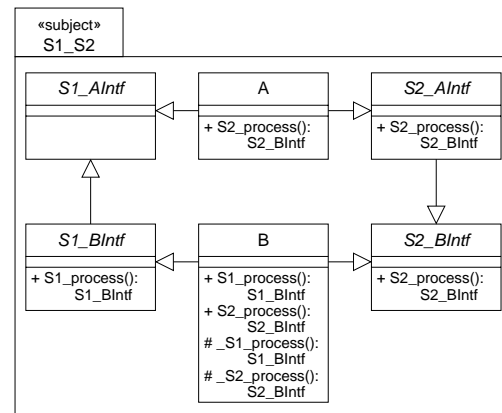 «subject»
S1_S2
S1_AIntf
A
+ S2_process():
S2_BIntf
S2_AIntf
+ S2_process():
S2_BIntf
S1_BIntf
+ S1_process():
S1_BIntf
B
+ S1_process():
S1_BIntf
+ S2_process():
S2_BIntf
# _S1_process():
S1_BIntf
# _S2_process():
S2_BIntf
S2_BIntf
+ S2_process():
S2_BIntf